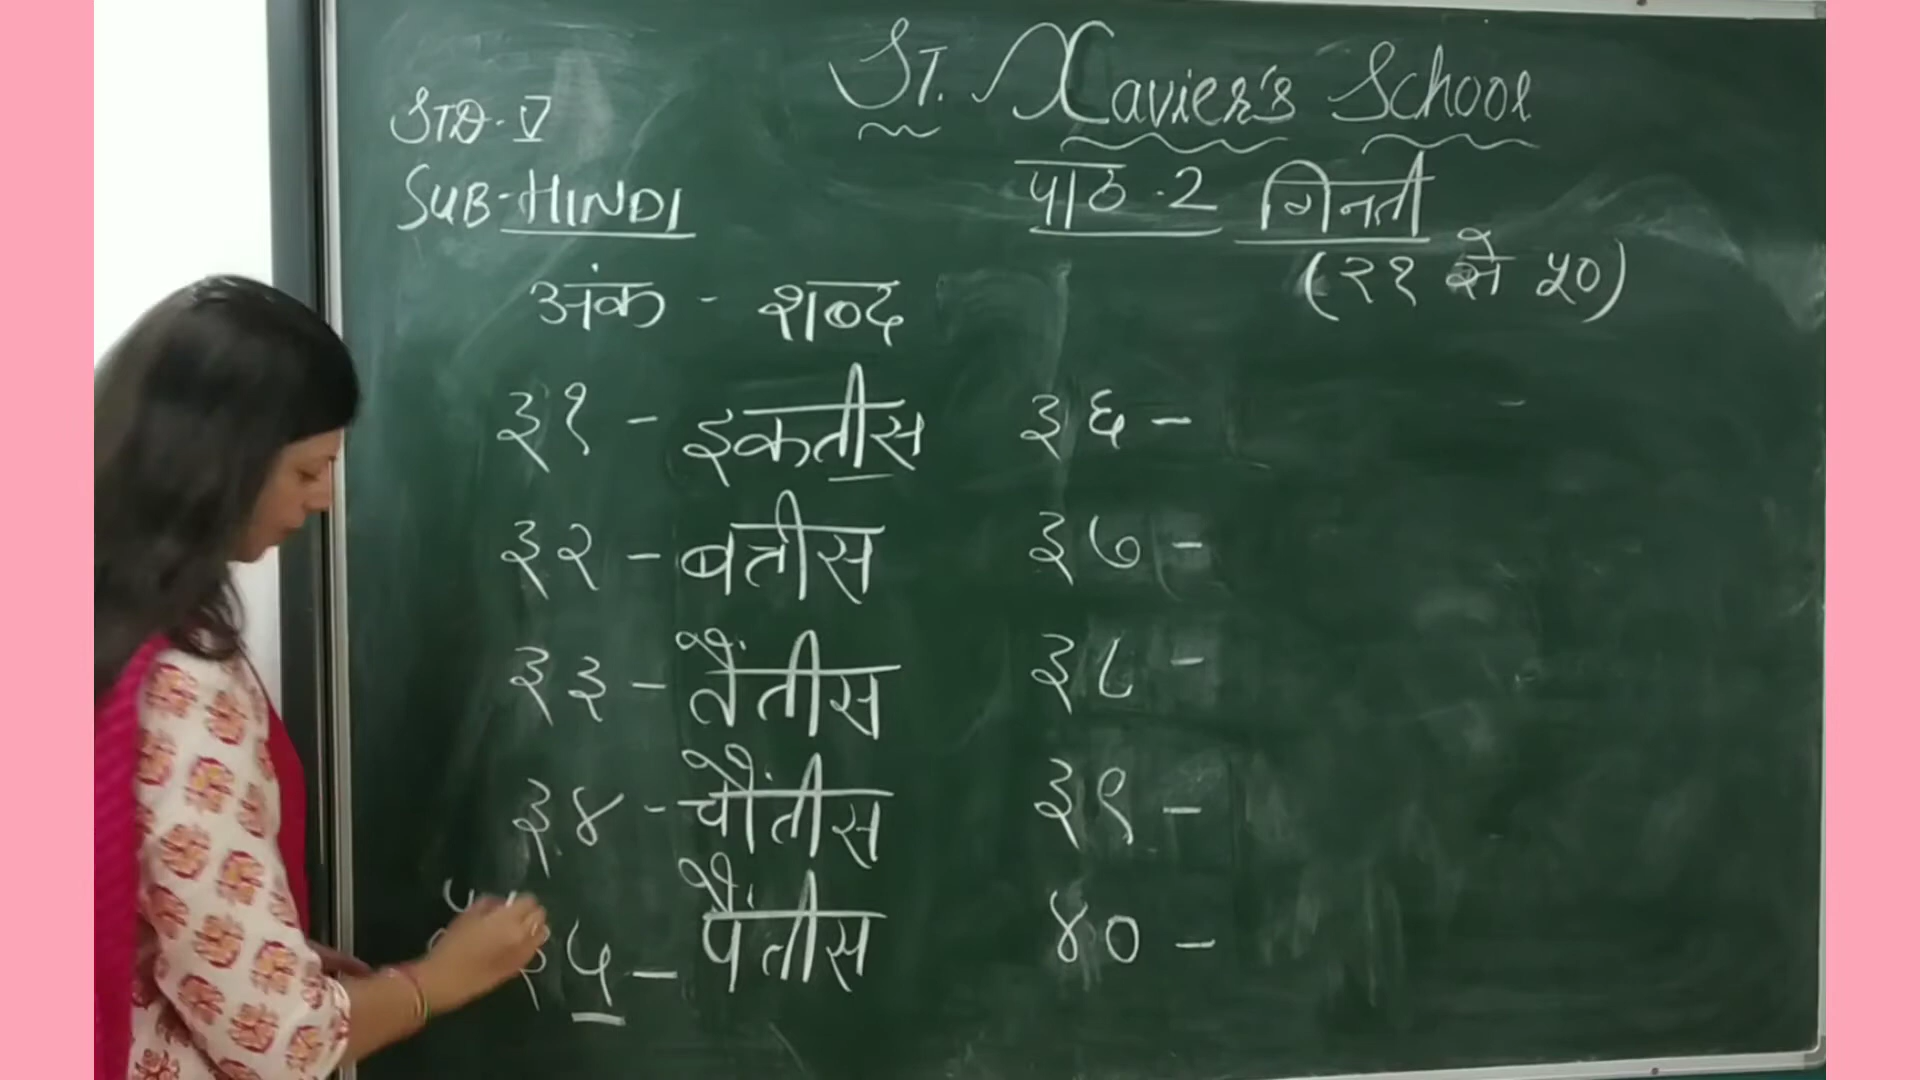 ST. Xavier's School
STD-V
SUB-HINDI
पाठ-2 गिनती
(२१ से ५०)
अंक - शब्द
३१ - इकतीस
३२ - बत्तीस
३३ - तैंतीस
३४ - चौंतीस
३५ - पैंतीस
३६ -
३७ -
३८ -
३९ -
४० -